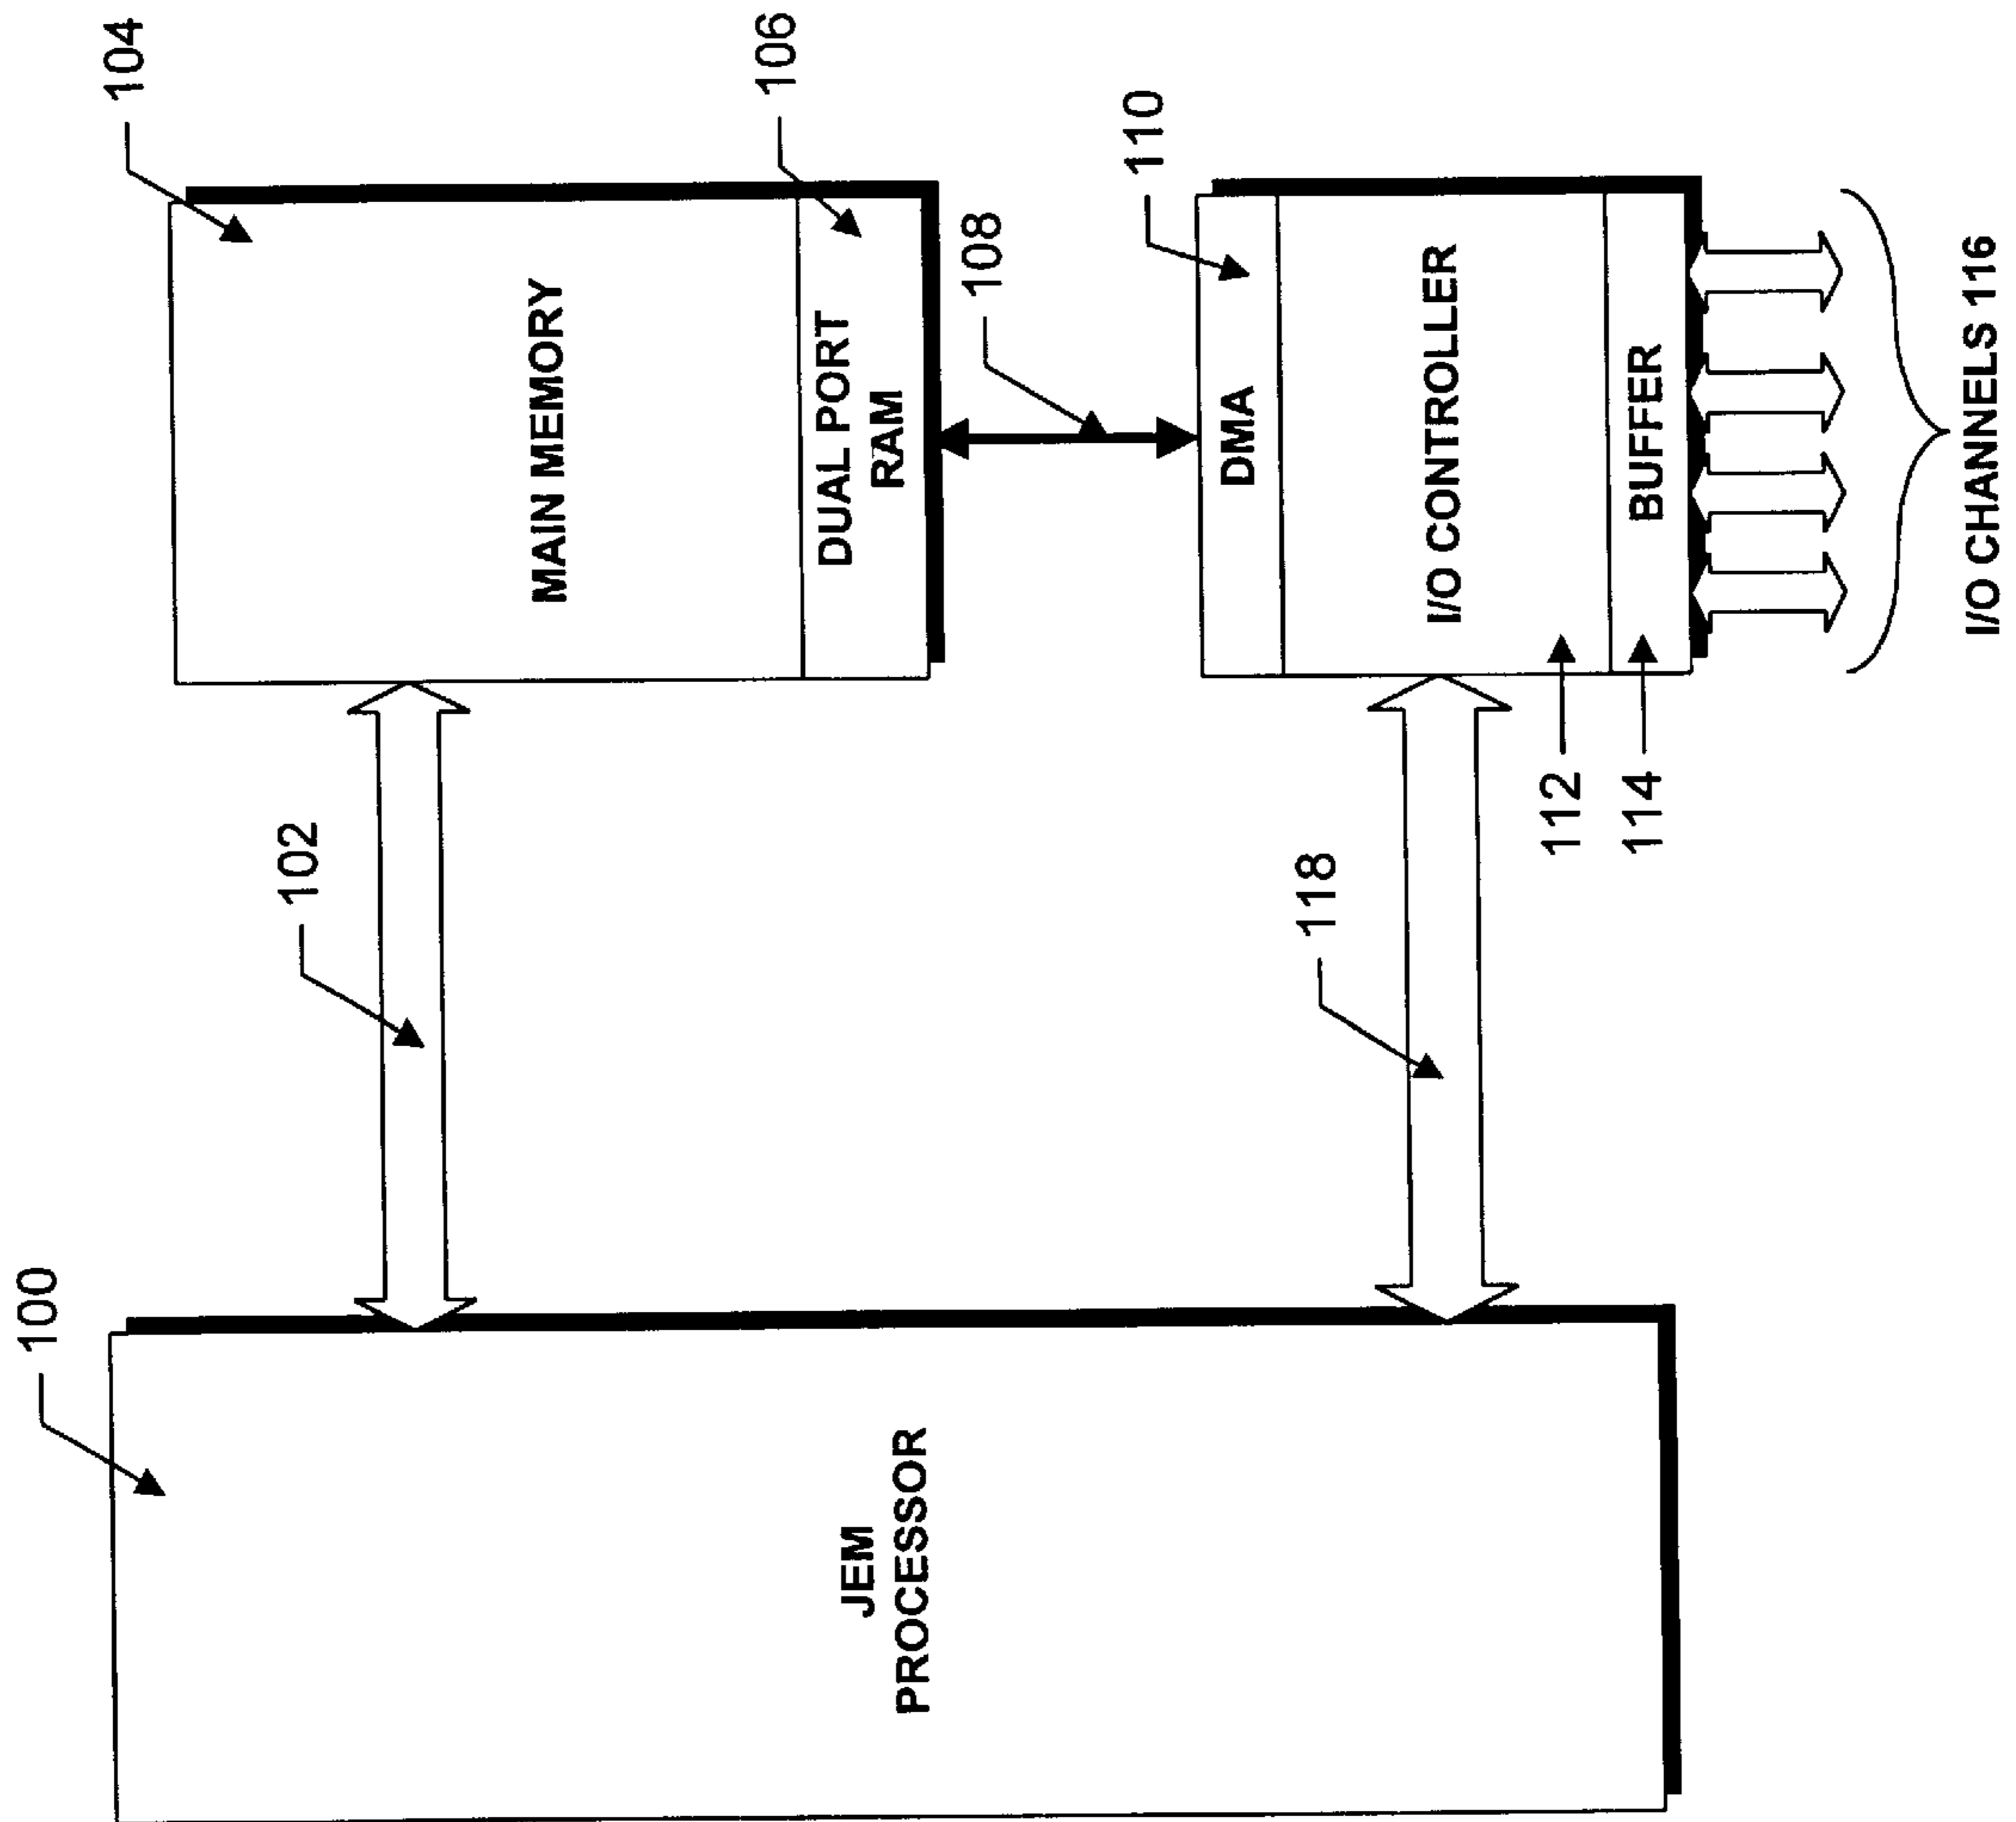 100
JEM
PROCESSOR
102
118
104
MAIN MEMORY
106
DUAL PORT
RAM
108
110
DMA
I/O CONTROLLER
BUFFER
112
114
I/O CHANNELS 116